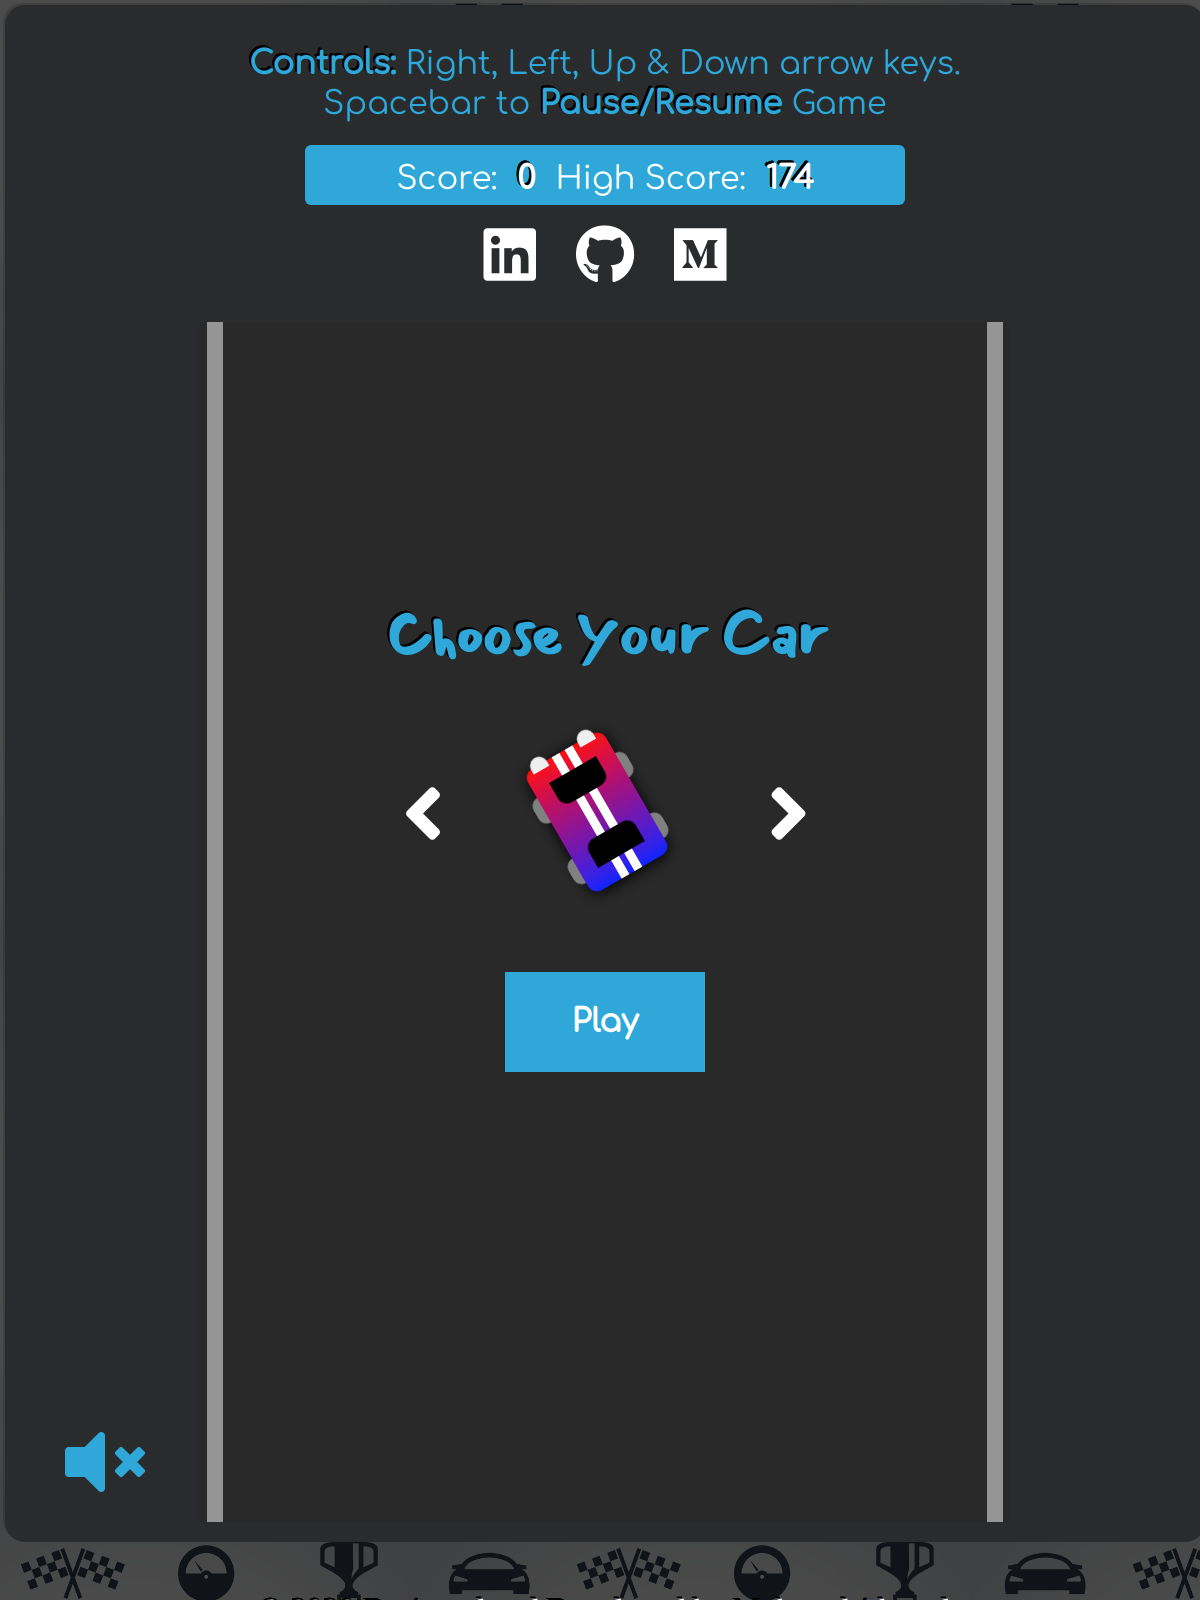 Controls: Right, Left, Up & Down arrow keys.
Spacebar to Pause/Resume Game
Score: 0 High Score: 174
in
M
Choose Your Car
Play